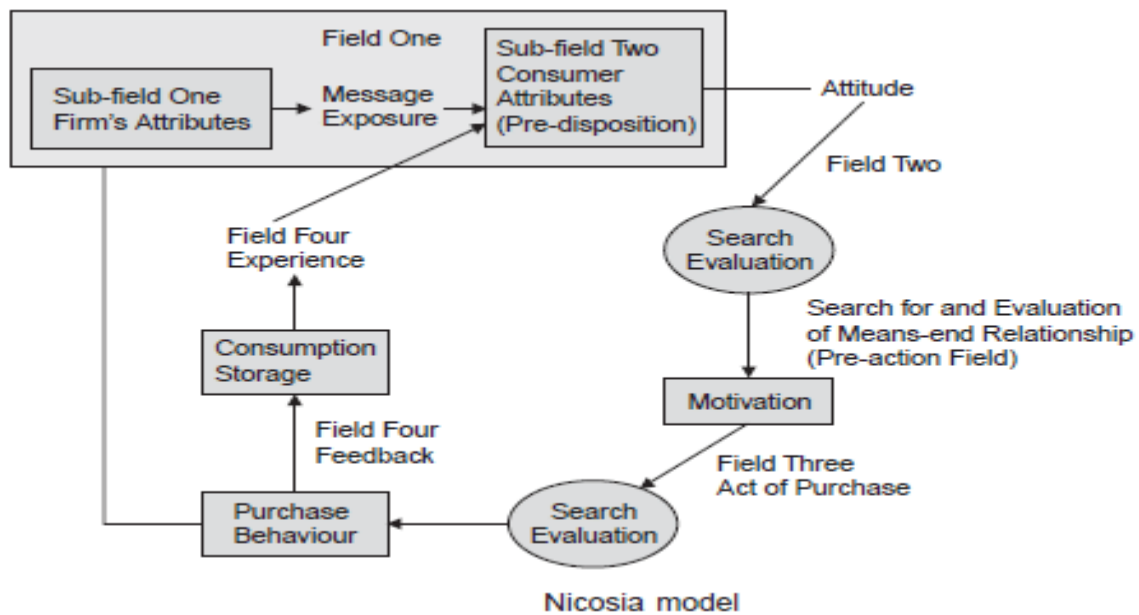 Field One
Sub-field One
Firm's Attributes
Message
Exposure
Sub-field Two
Consumer
Attributes
(Pre-disposition)
Attitude
Field Two
Search
Evaluation
Search for and Evaluation
of Means-end Relationship
(Pre-action Field)
Motivation
Field Three
Act of Purchase
Search
Evaluation
Purchase
Behaviour
Field Four
Feedback
Consumption
Storage
Field Four
Experience
Nicosia model